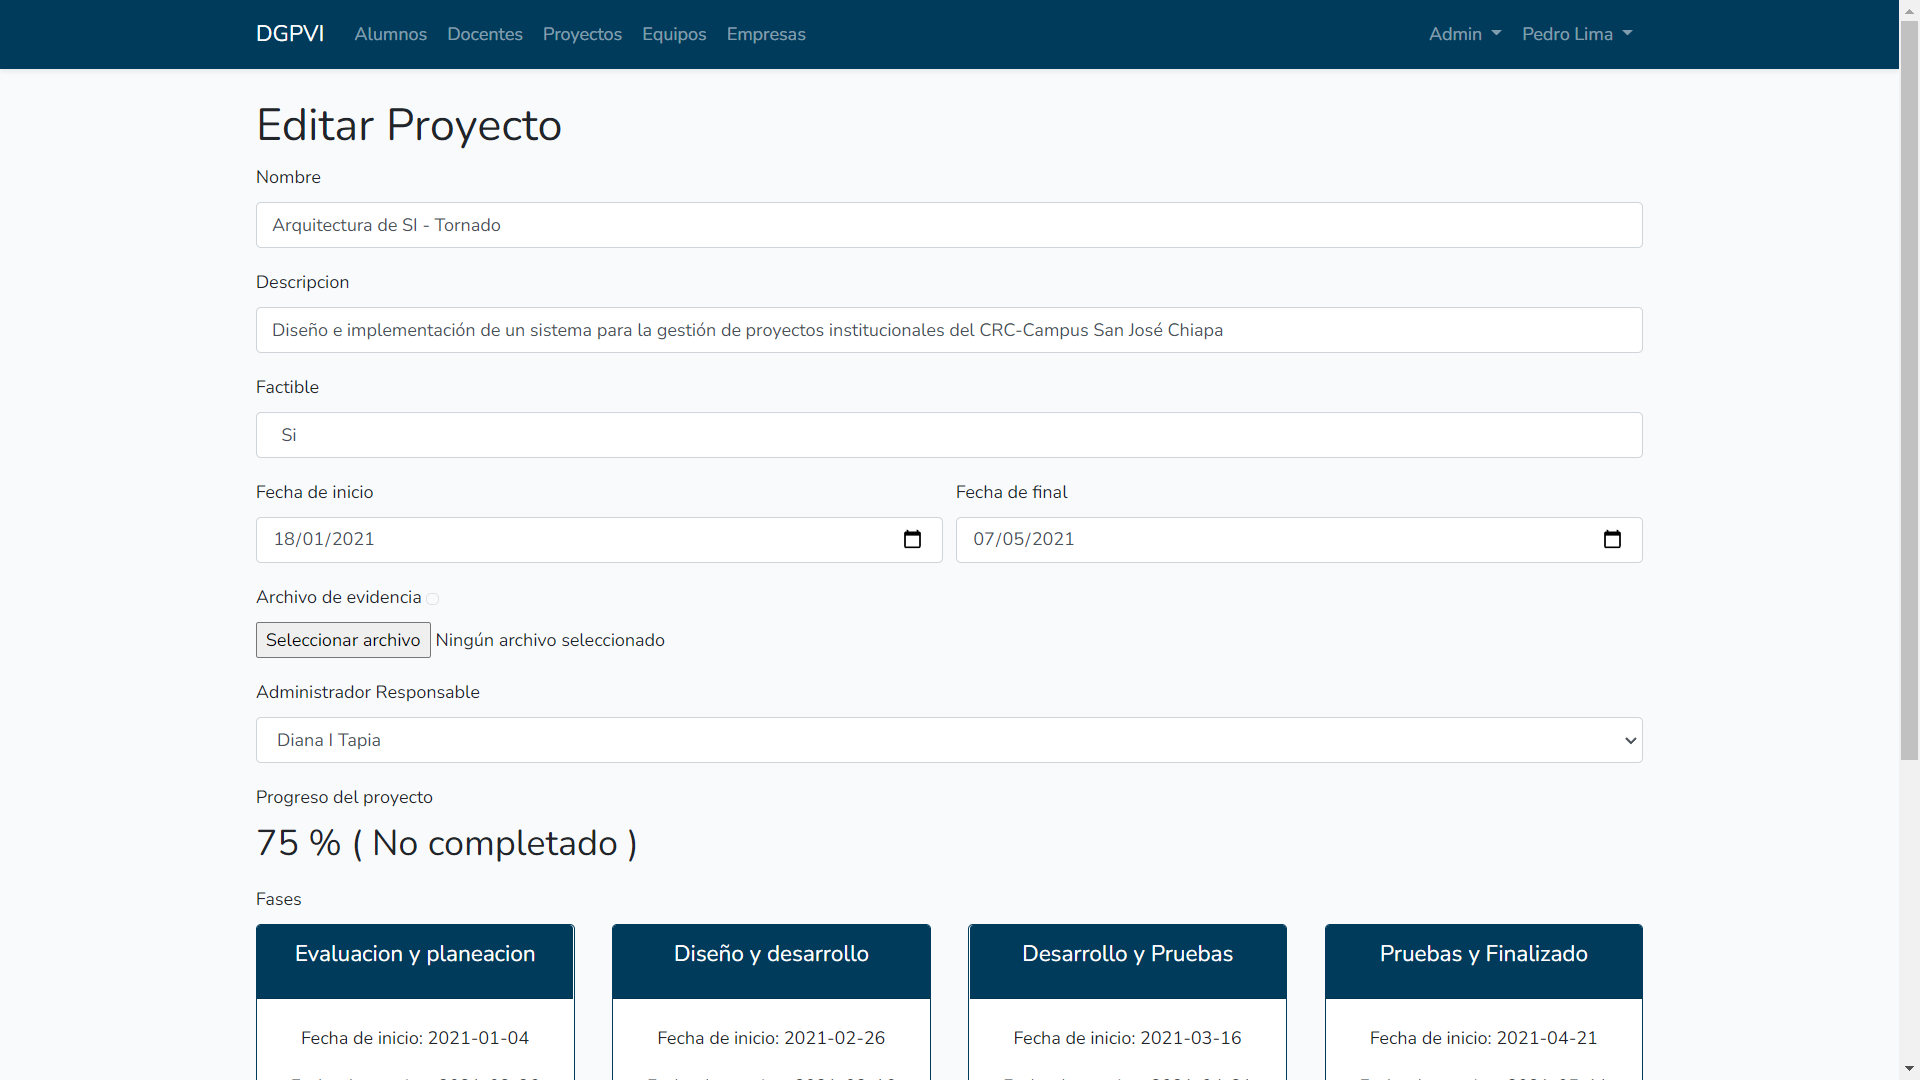 DGPVI Alumnos Docentes Proyectos Equipos Empresas Admin Pedro Lima
Editar Proyecto
Nombre
Arquitectura de SI - Tornado
Descripcion
Diseño e implementación de un sistema para la gestión de proyectos institucionales del CRC-Campus San José Chiapa
Factible
Si
Fecha de inicio Fecha de final
18/01/2021 07/05/2021
Archivo de evidencia
Seleccionar archivo Ningún archivo seleccionado
Administrador Responsable
Diana I Tapia
Progreso del proyecto
75 % ( No completado )
Fases
Evaluacion y planeacion Diseño y desarrollo Desarrollo y Pruebas Pruebas y Finalizado
Fecha de inicio: 2021-01-04 Fecha de inicio: 2021-02-26 Fecha de inicio: 2021-03-16 Fecha de inicio: 2021-04-21